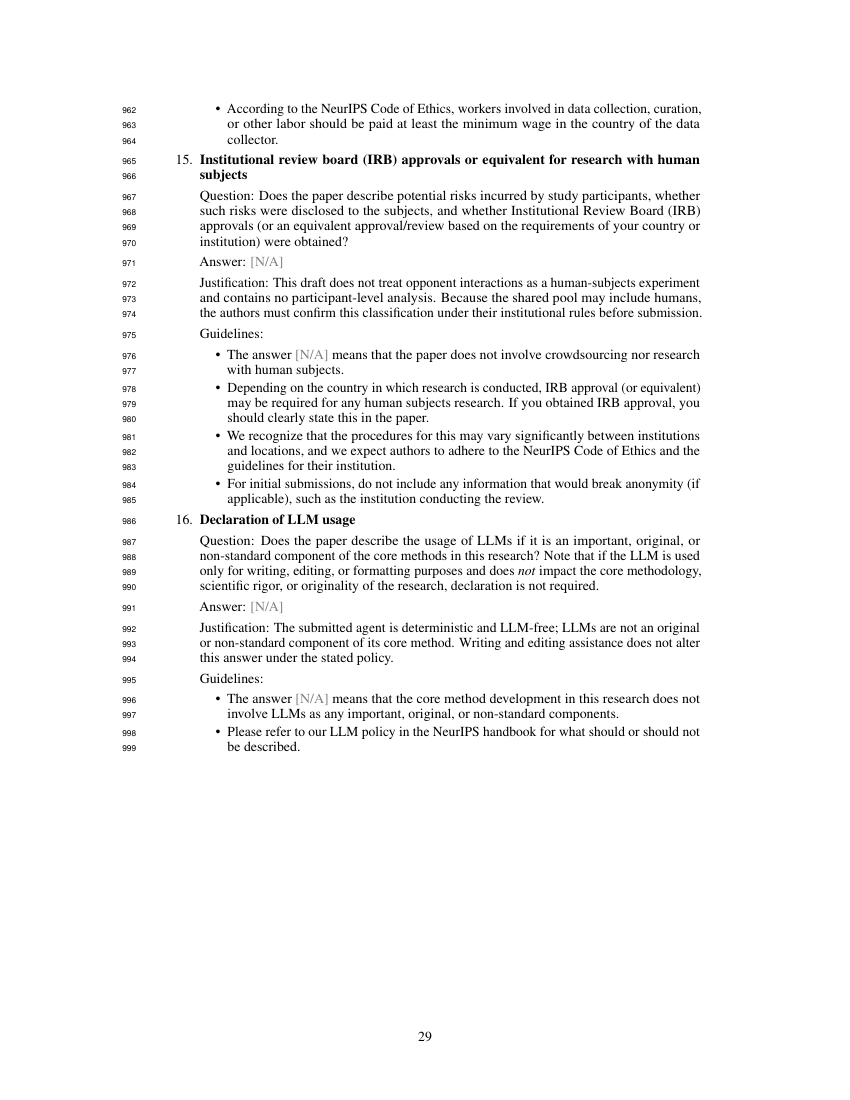 962 • According to the NeurIPS Code of Ethics, workers involved in data collection, curation,
963 or other labor should be paid at least the minimum wage in the country of the data
964 collector.
965 15. Institutional review board (IRB) approvals or equivalent for research with human
966 subjects
967 Question: Does the paper describe potential risks incurred by study participants, whether
968 such risks were disclosed to the subjects, and whether Institutional Review Board (IRB)
969 approvals (or an equivalent approval/review based on the requirements of your country or
970 institution) were obtained?
971 Answer: [N/A]
972 Justification: This draft does not treat opponent interactions as a human-subjects experiment
973 and contains no participant-level analysis. Because the shared pool may include humans,
974 the authors must confirm this classification under their institutional rules before submission.
975 Guidelines:
976 • The answer [N/A] means that the paper does not involve crowdsourcing nor research
977 with human subjects.
978 • Depending on the country in which research is conducted, IRB approval (or equivalent)
979 may be required for any human subjects research. If you obtained IRB approval, you
980 should clearly state this in the paper.
981 • We recognize that the procedures for this may vary significantly between institutions
982 and locations, and we expect authors to adhere to the NeurIPS Code of Ethics and the
983 guidelines for their institution.
984 • For initial submissions, do not include any information that would break anonymity (if
985 applicable), such as the institution conducting the review.
986 16. Declaration of LLM usage
987 Question: Does the paper describe the usage of LLMs if it is an important, original, or
988 non-standard component of the core methods in this research? Note that if the LLM is used
989 only for writing, editing, or formatting purposes and does not impact the core methodology,
990 scientific rigor, or originality of the research, declaration is not required.
991 Answer: [N/A]
992 Justification: The submitted agent is deterministic and LLM-free; LLMs are not an original
993 or non-standard component of its core method. Writing and editing assistance does not alter
994 this answer under the stated policy.
995 Guidelines:
996 • The answer [N/A] means that the core method development in this research does not
997 involve LLMs as any important, original, or non-standard components.
998 • Please refer to our LLM policy in the NeurIPS handbook for what should or should not
999 be described.
29